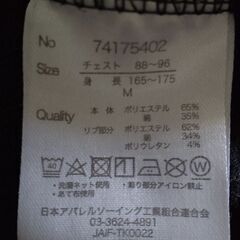 No 74175402
Size チェスト 88~96
身長 165~175
M
Quality 本体 ポリエステル 65%
綿 35%
リブ部分 ポリエステル 62%
綿 34%
ポリウレタン 4%
40
・洗濯ネット使用
・あて布使用
日本アパレルソーイング工業組合連合会
03-3624-4891
JAIF-TK0022